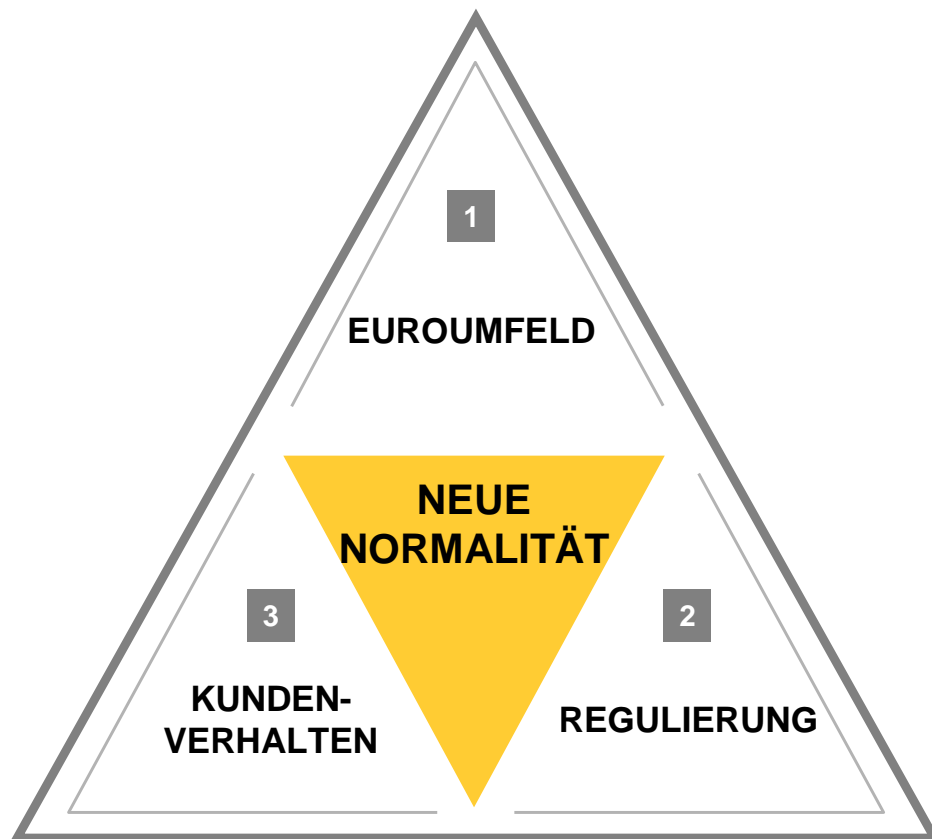 1
EUROUMFELD
NEUE
NORMALITÄT
3
KUNDEN-
VERHALTEN
2
REGULIERUNG